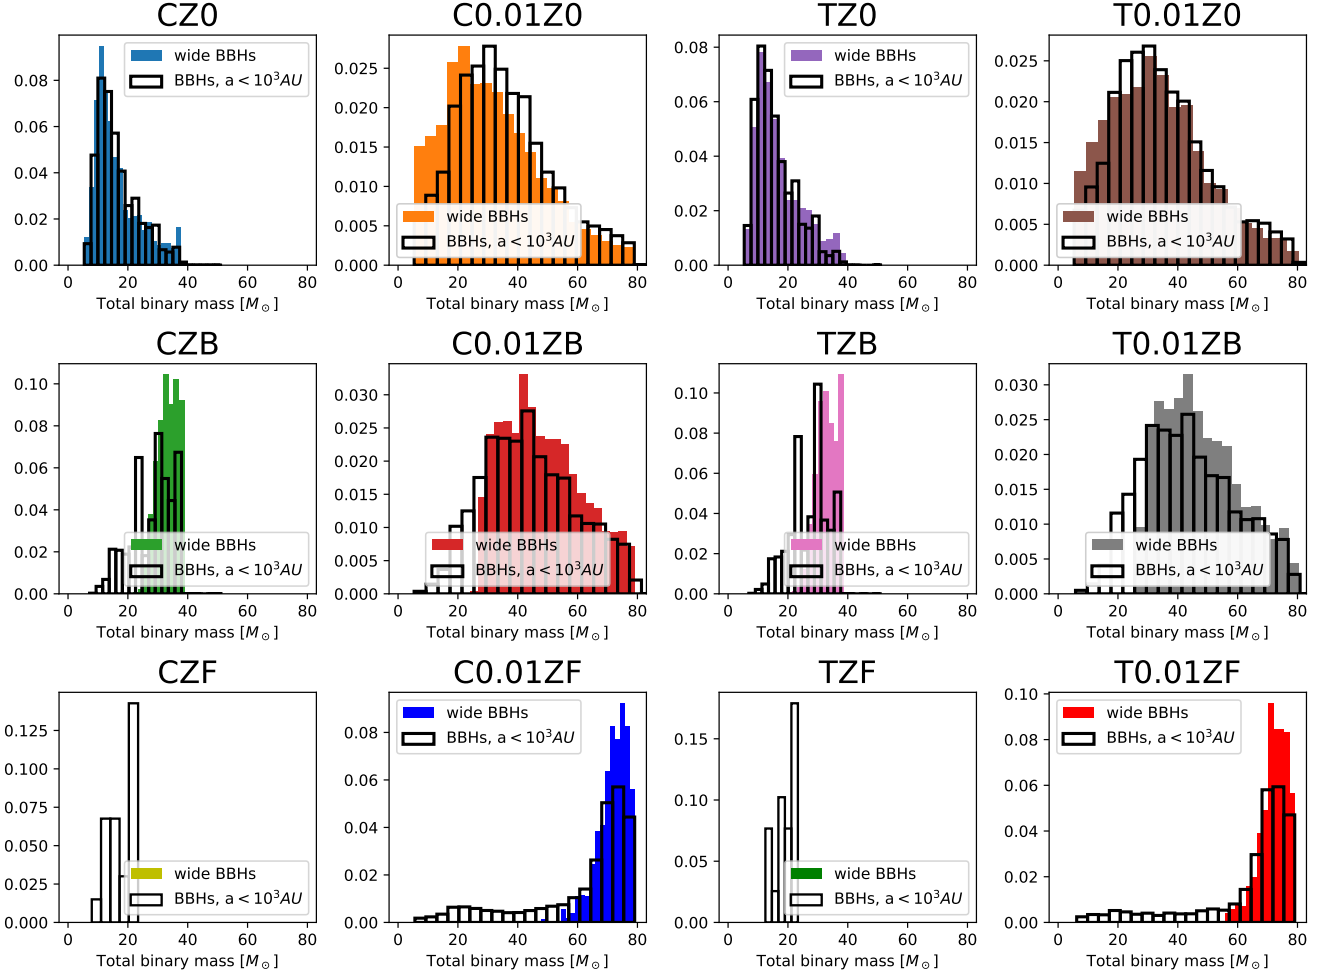 CZ0
0.08
0.06
0.04
0.02
0.00
wide BBHs
BBHs, a < 10³AU
0 20 40 60 80
Total binary mass [M⊙]
C0.01Z0
0.025
0.020
0.015
0.010
0.005
0.000
wide BBHs
BBHs, a < 10³AU
0 20 40 60 80
Total binary mass [M⊙]
TZ0
0.08
0.06
0.04
0.02
0.00
wide BBHs
BBHs, a < 10³AU
0 20 40 60 80
Total binary mass [M⊙]
T0.01Z0
0.025
0.020
0.015
0.010
0.005
0.000
wide BBHs
BBHs, a < 10³AU
0 20 40 60 80
Total binary mass [M⊙]
CZB
0.10
0.08
0.06
0.04
0.02
0.00
wide BBHs
BBHs, a < 10³AU
0 20 40 60 80
Total binary mass [M⊙]
C0.01ZB
0.030
0.025
0.020
0.015
0.010
0.005
0.000
wide BBHs
BBHs, a < 10³AU
0 20 40 60 80
Total binary mass [M⊙]
TZB
0.10
0.08
0.06
0.04
0.02
0.00
wide BBHs
BBHs, a < 10³AU
0 20 40 60 80
Total binary mass [M⊙]
T0.01ZB
0.030
0.025
0.020
0.015
0.010
0.005
0.000
wide BBHs
BBHs, a < 10³AU
0 20 40 60 80
Total binary mass [M⊙]
CZF
0.125
0.100
0.075
0.050
0.025
0.000
wide BBHs
BBHs, a < 10³AU
0 20 40 60 80
Total binary mass [M⊙]
C0.01ZF
0.08
0.06
0.04
0.02
0.00
wide BBHs
BBHs, a < 10³AU
0 20 40 60 80
Total binary mass [M⊙]
TZF
0.15
0.10
0.05
0.00
wide BBHs
BBHs, a < 10³AU
0 20 40 60 80
Total binary mass [M⊙]
T0.01ZF
0.10
0.08
0.06
0.04
0.02
0.00
wide BBHs
BBHs, a < 10³AU
0 20 40 60 80
Total binary mass [M⊙]